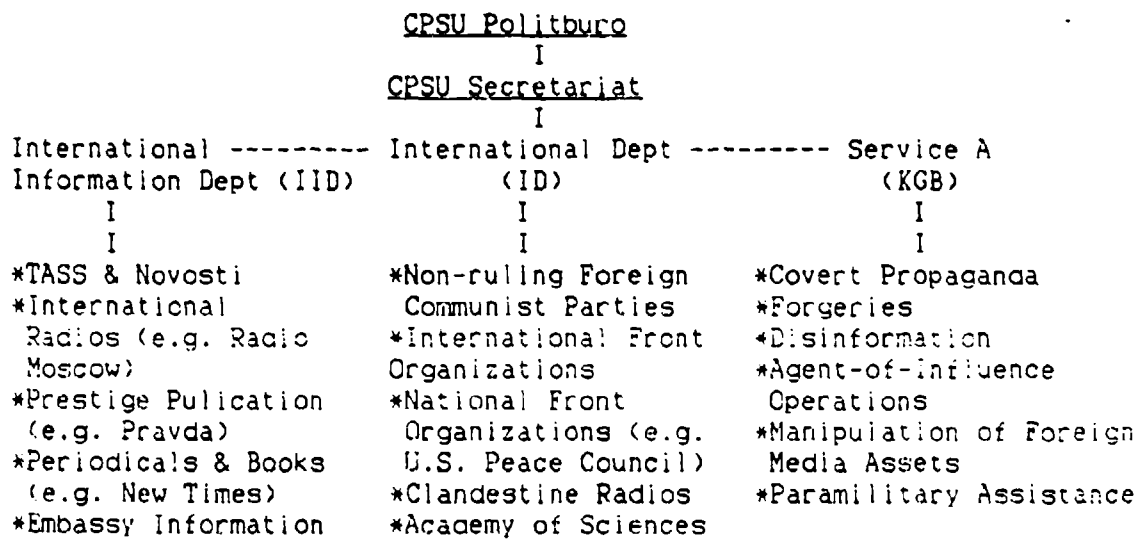 CPSU Politburo
I
CPSU Secretariat
I
International --------- International Dept --------- Service A
Information Dept (IID) (ID) (KGB)
I I I
I I I
*TASS & Novosti *Non-ruling Foreign *Covert Propaganda
*International Communist Parties *Forgeries
Radios (e.g. Radio *International Front *Disinformation
Moscow) Organizations *Agent-of-Influence
*Prestige Pulication *National Front Operations
(e.g. Pravda) Organizations (e.g. *Manipulation of Foreign
*Periodicals & Books U.S. Peace Council) Media Assets
(e.g. New Times) *Clandestine Radios *Paramilitary Assistance
*Embassy Information *Academy of Sciences